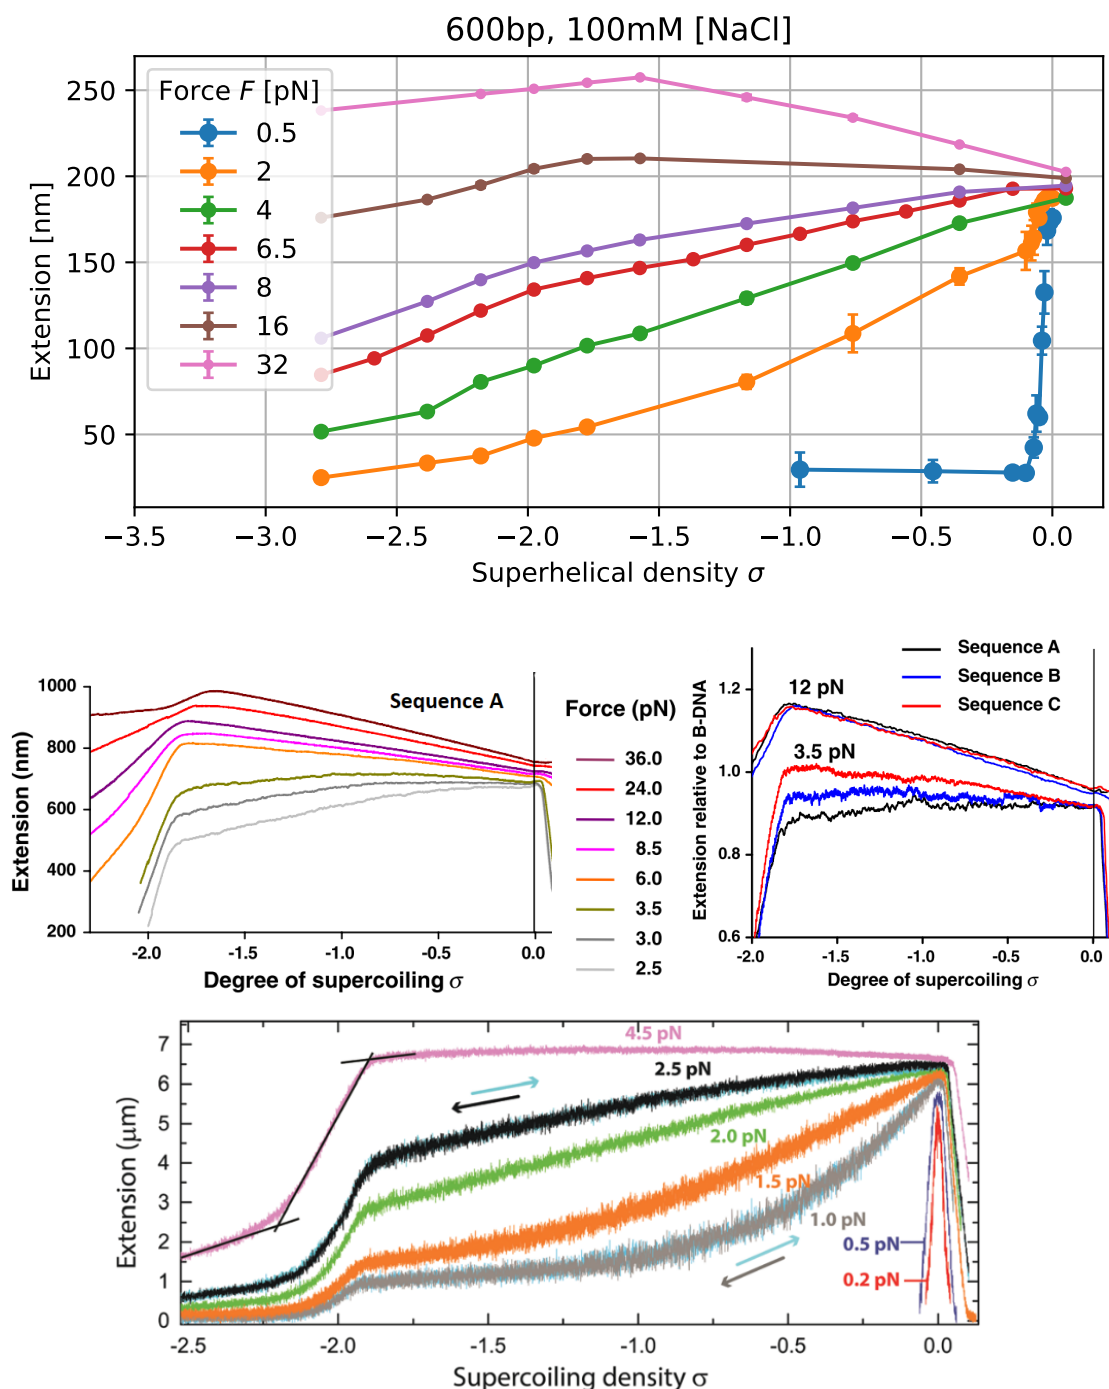 600bp, 100mM [NaCl]
Force F [pN]
0.5
2
4
6.5
8
16
32
Extension [nm]
250
200
150
100
50
−3.5 −3.0 −2.5 −2.0 −1.5 −1.0 −0.5 0.0
Superhelical density σ
Sequence A
Extension (nm)
1000
800
600
400
200
-2.0 -1.5 -1.0 -0.5 0.0
Degree of supercoiling σ
Force (pN)
36.0
24.0
12.0
8.5
6.0
3.5
3.0
2.5
Sequence A
Sequence B
Sequence C
12 pN
3.5 pN
Extension relative to B-DNA
1.2
1.0
0.8
0.6
-2.0 -1.5 -1.0 -0.5 0.0
Degree of supercoiling σ
4.5 pN
2.5 pN
2.0 pN
1.5 pN
1.0 pN
0.5 pN
0.2 pN
Extension (μm)
7
6
5
4
3
2
1
0
-2.5 -2.0 -1.5 -1.0 -0.5 0.0
Supercoiling density σ